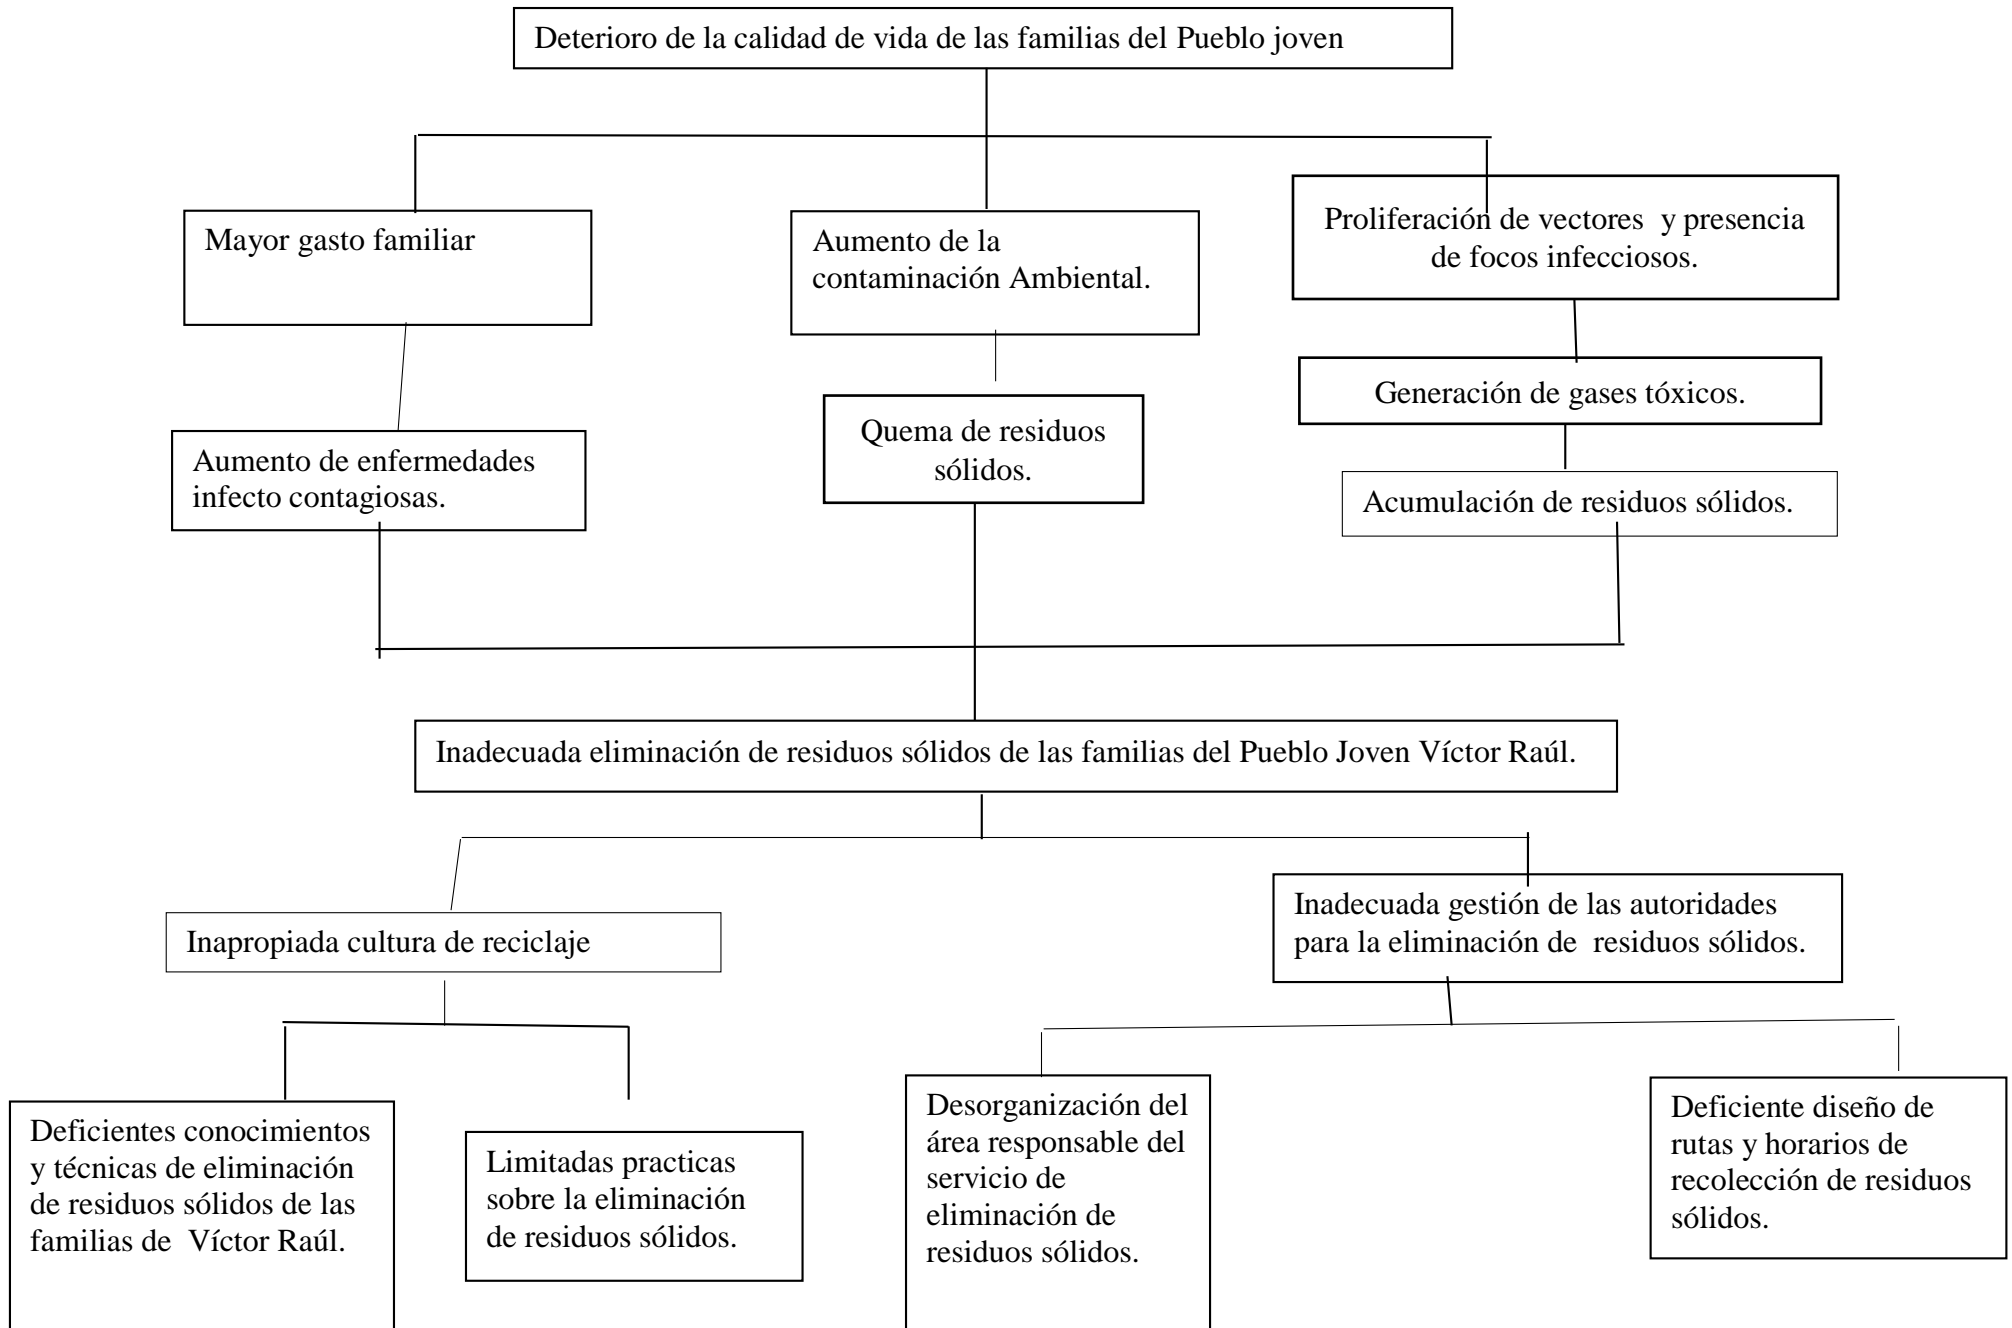 Deterioro de la calidad de vida de las familias del Pueblo joven
Mayor gasto familiar
Aumento de la
contaminación Ambiental.
Proliferación de vectores  y presencia
de focos infecciosos.
Generación de gases tóxicos.
Quema de residuos
sólidos.
Aumento de enfermedades
infecto contagiosas.
Acumulación de residuos sólidos.
Inadecuada eliminación de residuos sólidos de las familias del Pueblo Joven Víctor Raúl.
Inapropiada cultura de reciclaje
Inadecuada gestión de las autoridades
para la eliminación de  residuos sólidos.
Deficientes conocimientos
y técnicas de eliminación
de residuos sólidos de las
familias de  Víctor Raúl.
Limitadas practicas
sobre la eliminación
de residuos sólidos.
Desorganización del
área responsable del
servicio de
eliminación de
residuos sólidos.
Deficiente diseño de
rutas y horarios de
recolección de residuos
sólidos.